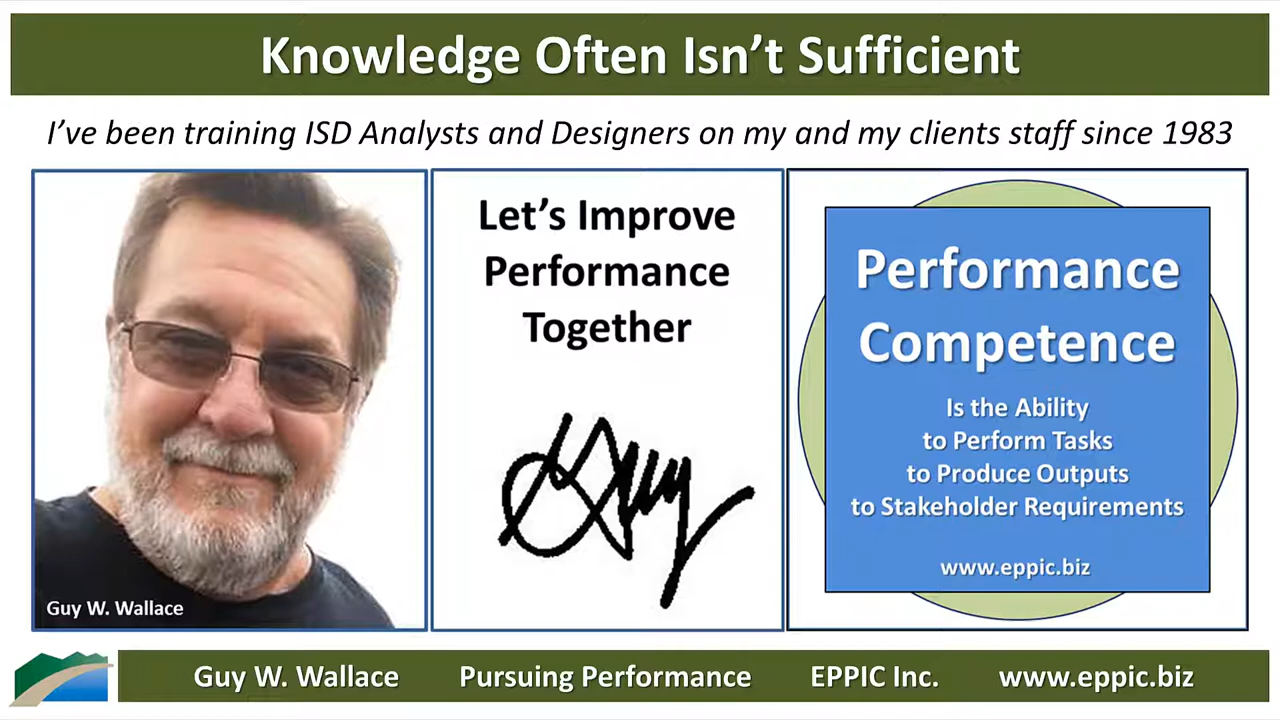 Knowledge Often Isn't Sufficient
I've been training ISD Analysts and Designers on my and my clients staff since 1983
Guy W. Wallace
Let's Improve
Performance
Together
Guy
Performance
Competence
Is the Ability
to Perform Tasks
to Produce Outputs
to Stakeholder Requirements
www.eppic.biz
Guy W. Wallace Pursuing Performance EPPIC Inc. www.eppic.biz